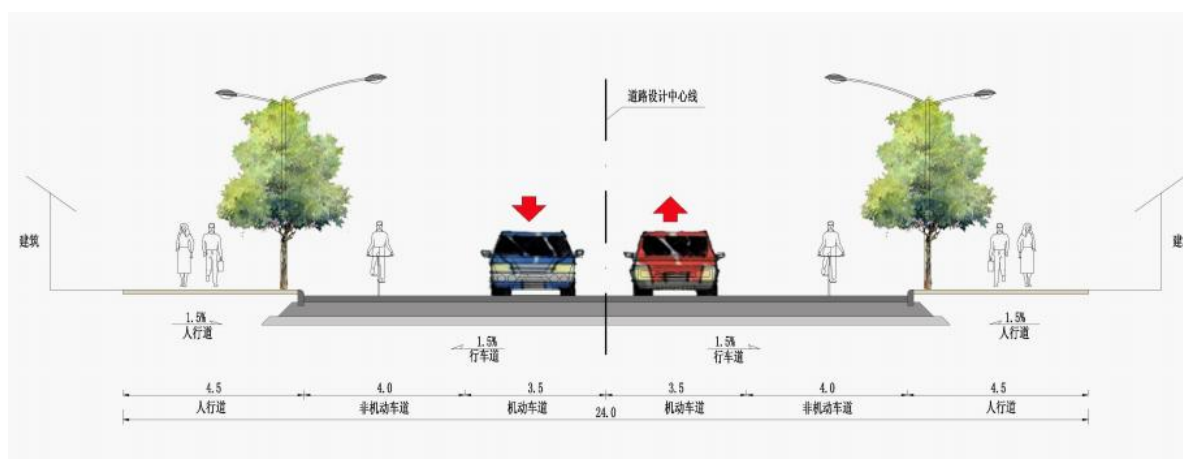 道路设计中心线
建筑
建
1.5%
人行道
1.5%
人行道
1.5%
行车道
1.5%
行车道
4.5
4.0
3.5
3.5
4.0
4.5
人行道
非机动车道
机动车道
机动车道
非机动车道
人行道
24.0